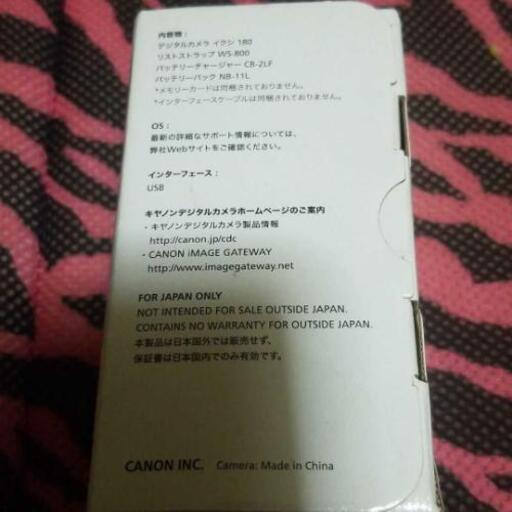 内容物：
デジタルカメラ イクシ 180
リストストラップ WS-800
バッテリーチャージャー CB-2LF
バッテリーパック NB-11L
*メモリーカードは同梱されておりません。
*インターフェースケーブルは同梱されておりません。
OS：
最新の詳細なサポート情報については、
弊社Webサイトをご確認ください。
インターフェース：
USB
キヤノンデジタルカメラホームページのご案内
・キヤノンデジタルカメラ製品情報
http://canon.jp/cdc
・CANON iMAGE GATEWAY
http://www.imagegateway.net
FOR JAPAN ONLY
NOT INTENDED FOR SALE OUTSIDE JAPAN.
CONTAINS NO WARRANTY FOR OUTSIDE JAPAN.
本製品は日本国外では販売せず、
保証書は日本国内でのみ有効です。
CANON INC. Camera: Made in China